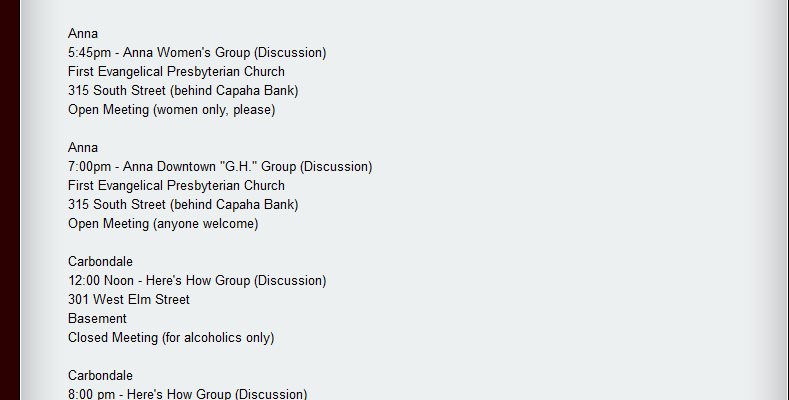 Anna
5:45pm - Anna Women's Group (Discussion)
First Evangelical Presbyterian Church
315 South Street (behind Capaha Bank)
Open Meeting (women only, please)
Anna
7:00pm - Anna Downtown "G.H." Group (Discussion)
First Evangelical Presbyterian Church
315 South Street (behind Capaha Bank)
Open Meeting (anyone welcome)
Carbondale
12:00 Noon - Here's How Group (Discussion)
301 West Elm Street
Basement
Closed Meeting (for alcoholics only)
Carbondale
8:00 pm - Here's How Group (Discussion)